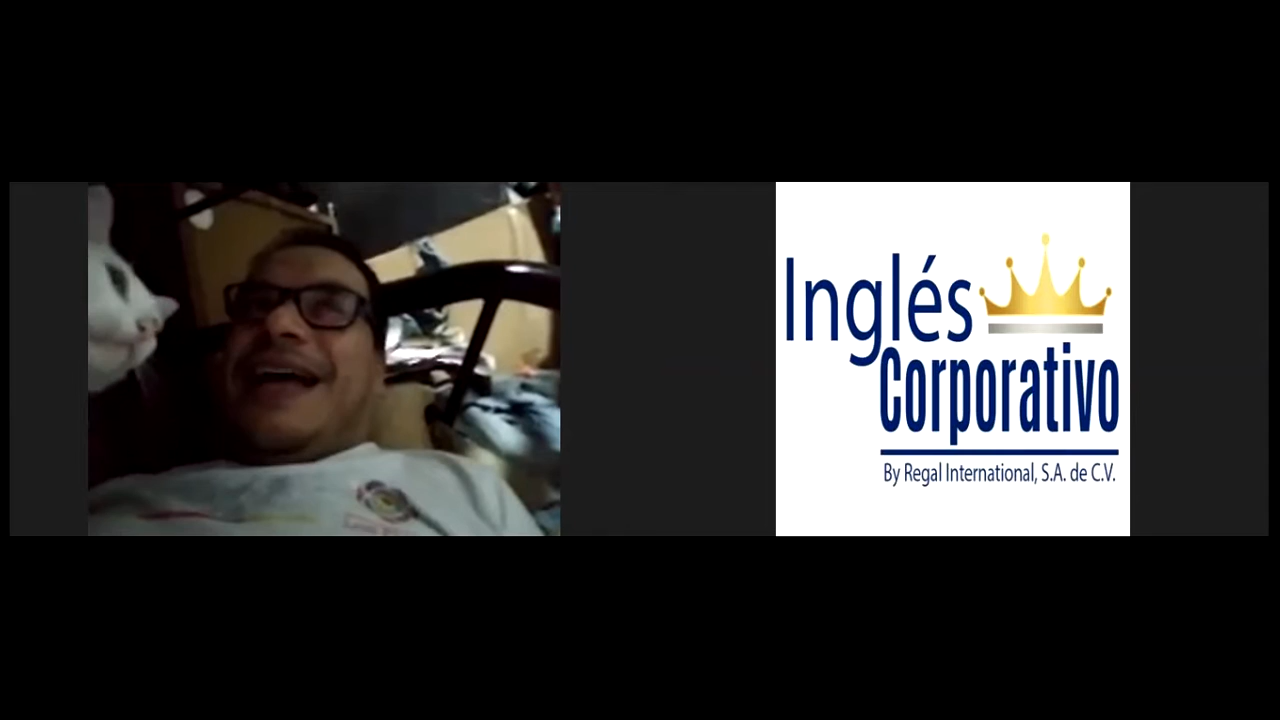 Inglés
Corporativo
By Regal International, S.A. de C.V.